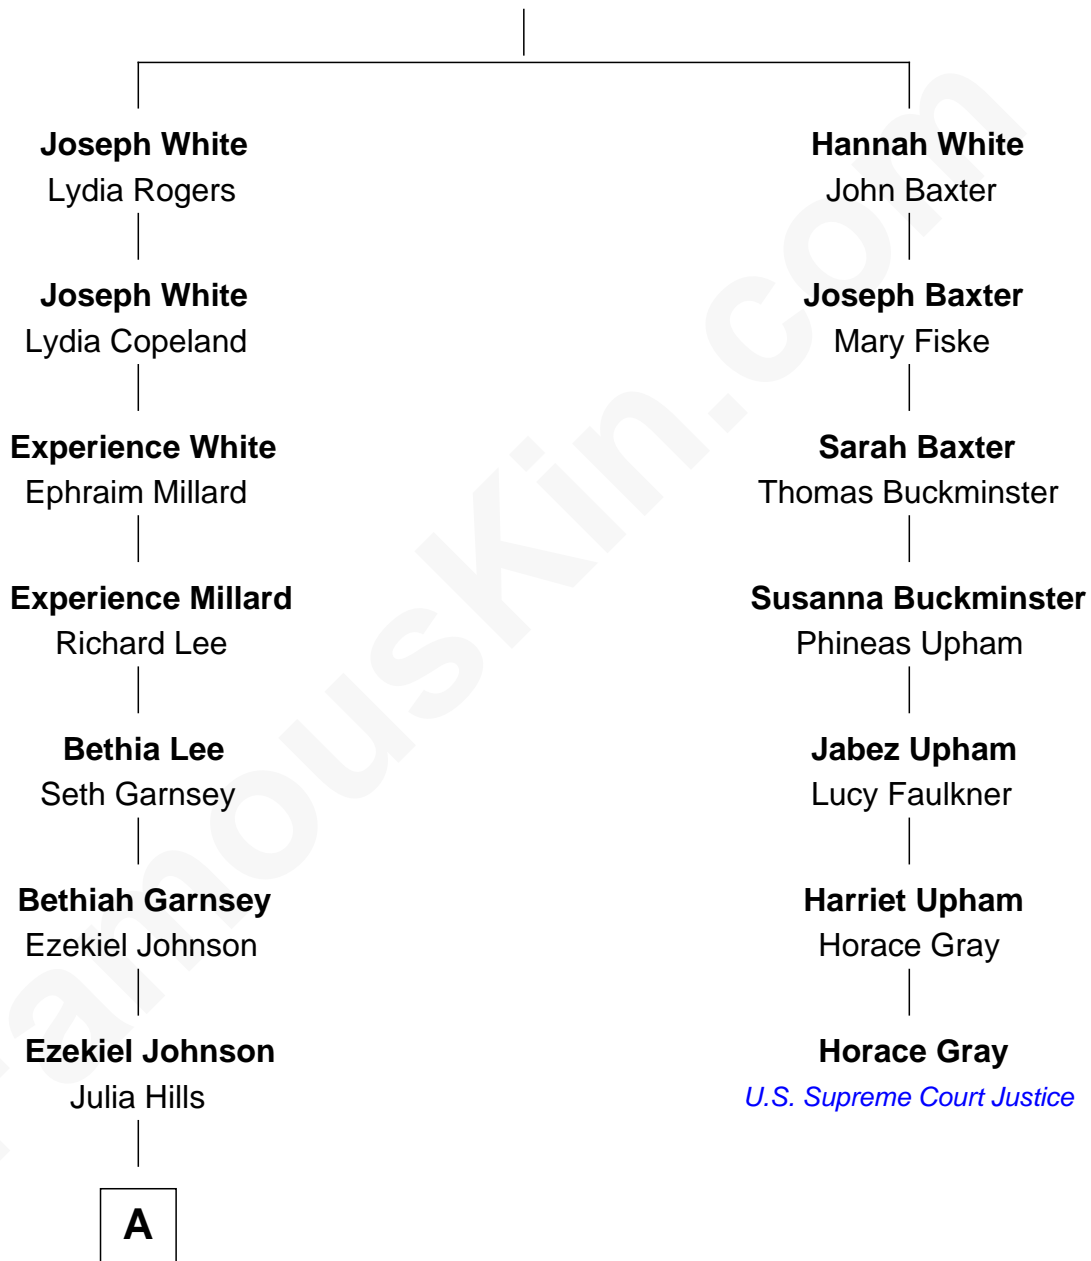 Joseph White
Lydia Rogers
Joseph White
Lydia Copeland
Experience White
Ephraim Millard
Experience Millard
Richard Lee
Bethia Lee
Seth Garnsey
Bethiah Garnsey
Ezekiel Johnson
Ezekiel Johnson
Julia Hills
A
Hannah White
John Baxter
Joseph Baxter
Mary Fiske
Sarah Baxter
Thomas Buckminster
Susanna Buckminster
Phineas Upham
Jabez Upham
Lucy Faulkner
Harriet Upham
Horace Gray
Horace Gray
U.S. Supreme Court Justice
FamousKin.com